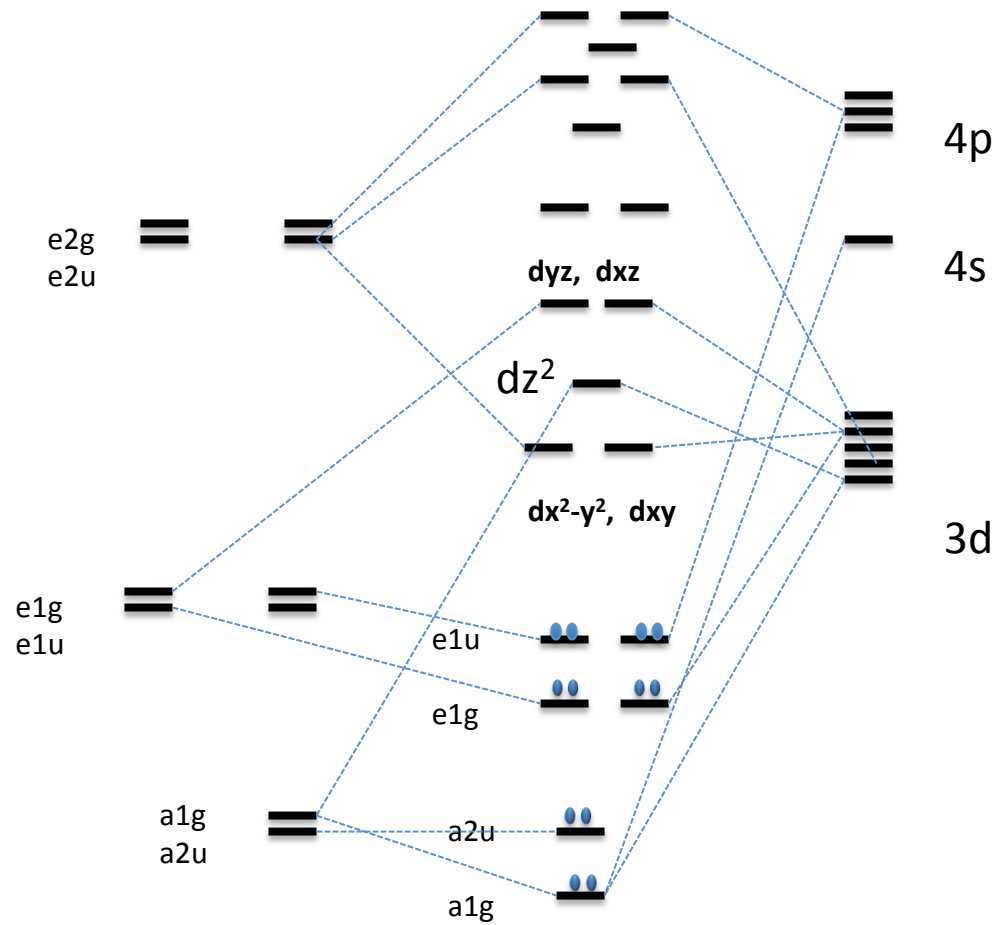 4p
e2g
e2u
4s
dyz, dxz
dz²
dx²-y², dxy
3d
e1g
e1u
e1u
e1g
a1g
a2u
a2u
a1g